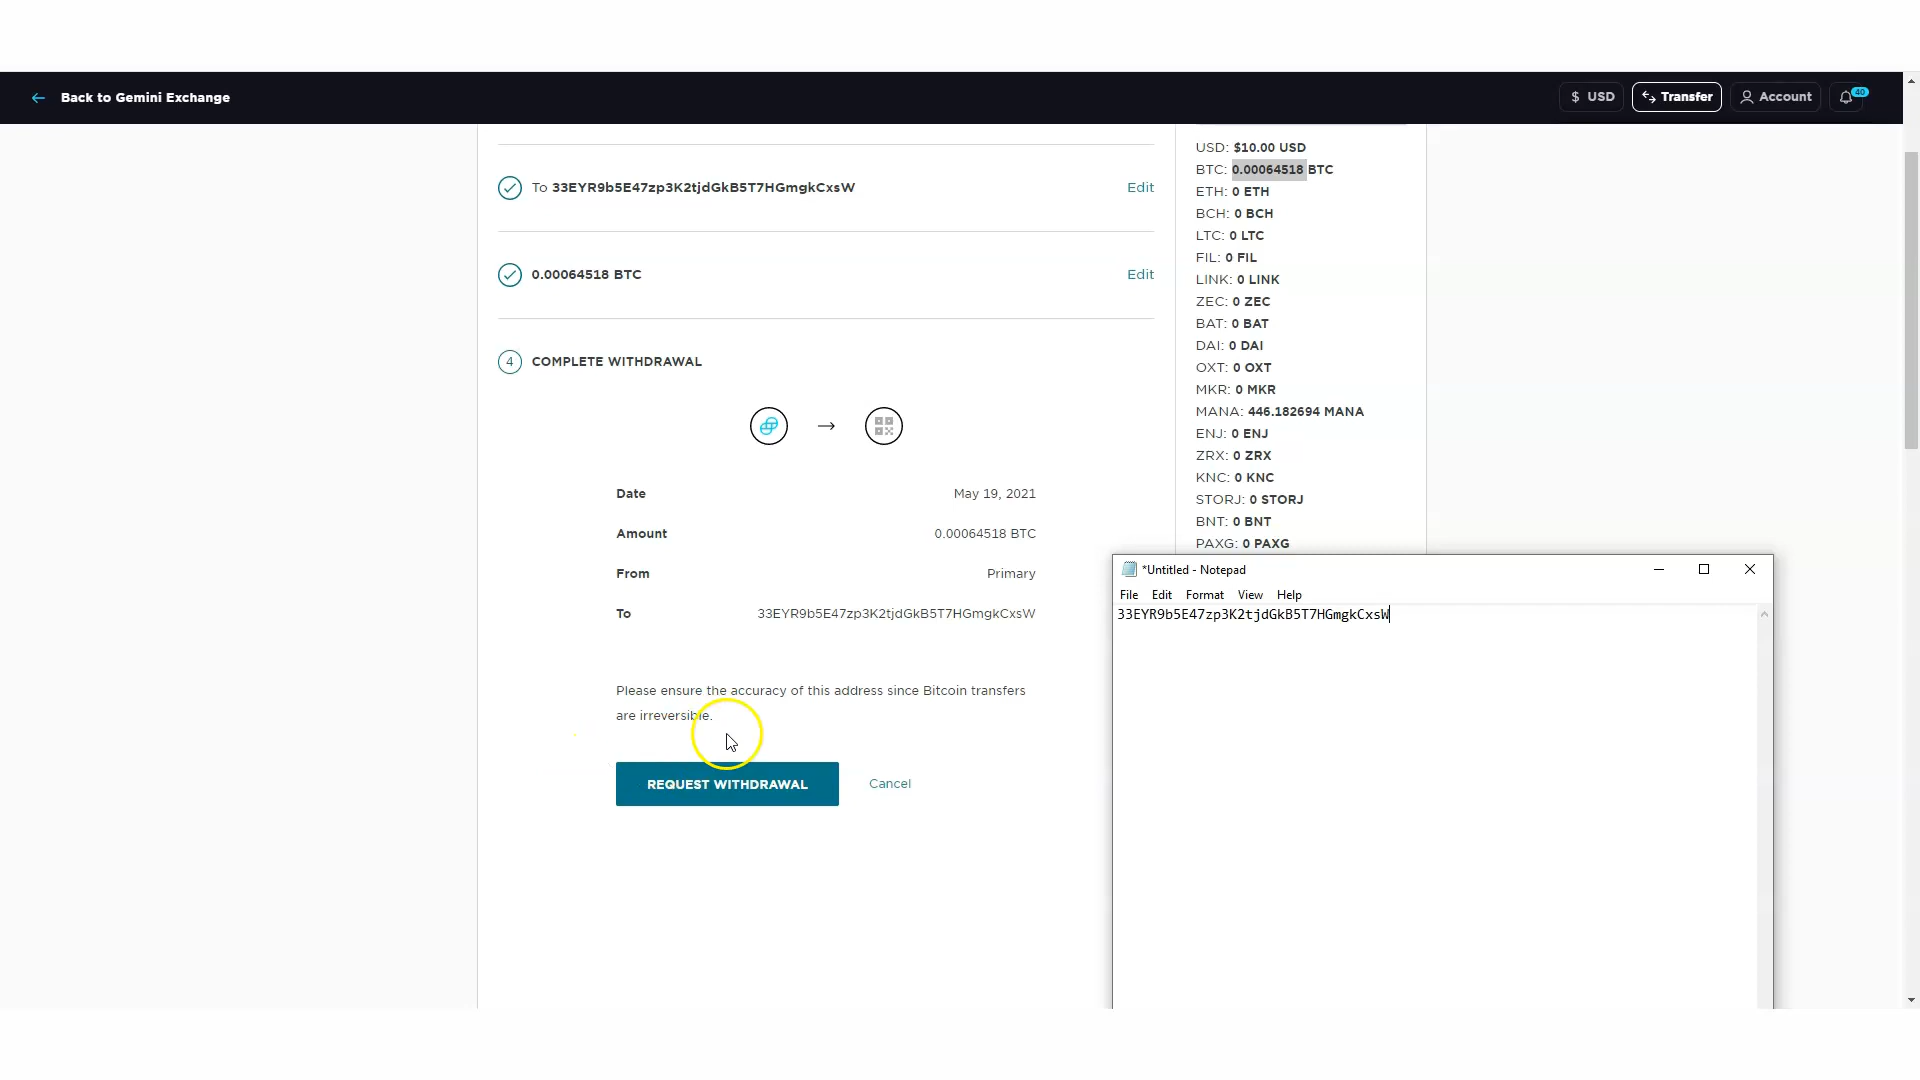 Back to Gemini Exchange
$ USD
Transfer
Account
40
To 33EYR9b5E47zp3K2tjdGkB5T7HGmgkCxsW
Edit
0.00064518 BTC
Edit
4 COMPLETE WITHDRAWAL
Date May 19, 2021
Amount 0.00064518 BTC
From Primary
To 33EYR9b5E47zp3K2tjdGkB5T7HGmgkCxsW
Please ensure the accuracy of this address since Bitcoin transfers
are irreversible.
REQUEST WITHDRAWAL
Cancel
USD: $10.00 USD
BTC: 0.00064518 BTC
ETH: 0 ETH
BCH: 0 BCH
LTC: 0 LTC
FIL: 0 FIL
LINK: 0 LINK
ZEC: 0 ZEC
BAT: 0 BAT
DAI: 0 DAI
OXT: 0 OXT
MKR: 0 MKR
MANA: 446.182694 MANA
ENJ: 0 ENJ
ZRX: 0 ZRX
KNC: 0 KNC
STORJ: 0 STORJ
BNT: 0 BNT
PAXG: 0 PAXG
*Untitled - Notepad
File Edit Format View Help
33EYR9b5E47zp3K2tjdGkB5T7HGmgkCxsW